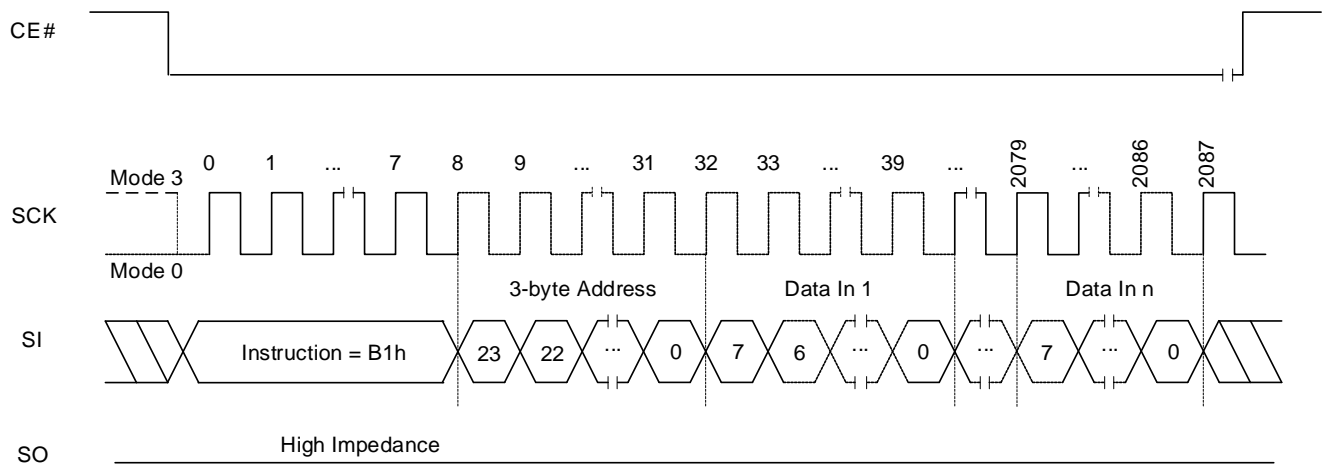 CE#
0 1 ... 7 8 9 ... 31 32 33 ... 39 ... 2079 ... 2086 2087
Mode 3
SCK
Mode 0
3-byte Address Data In 1 Data In n
SI
Instruction = B1h 23 22 ... 0 7 6 ... 0 ... 7 ... 0
High Impedance
SO